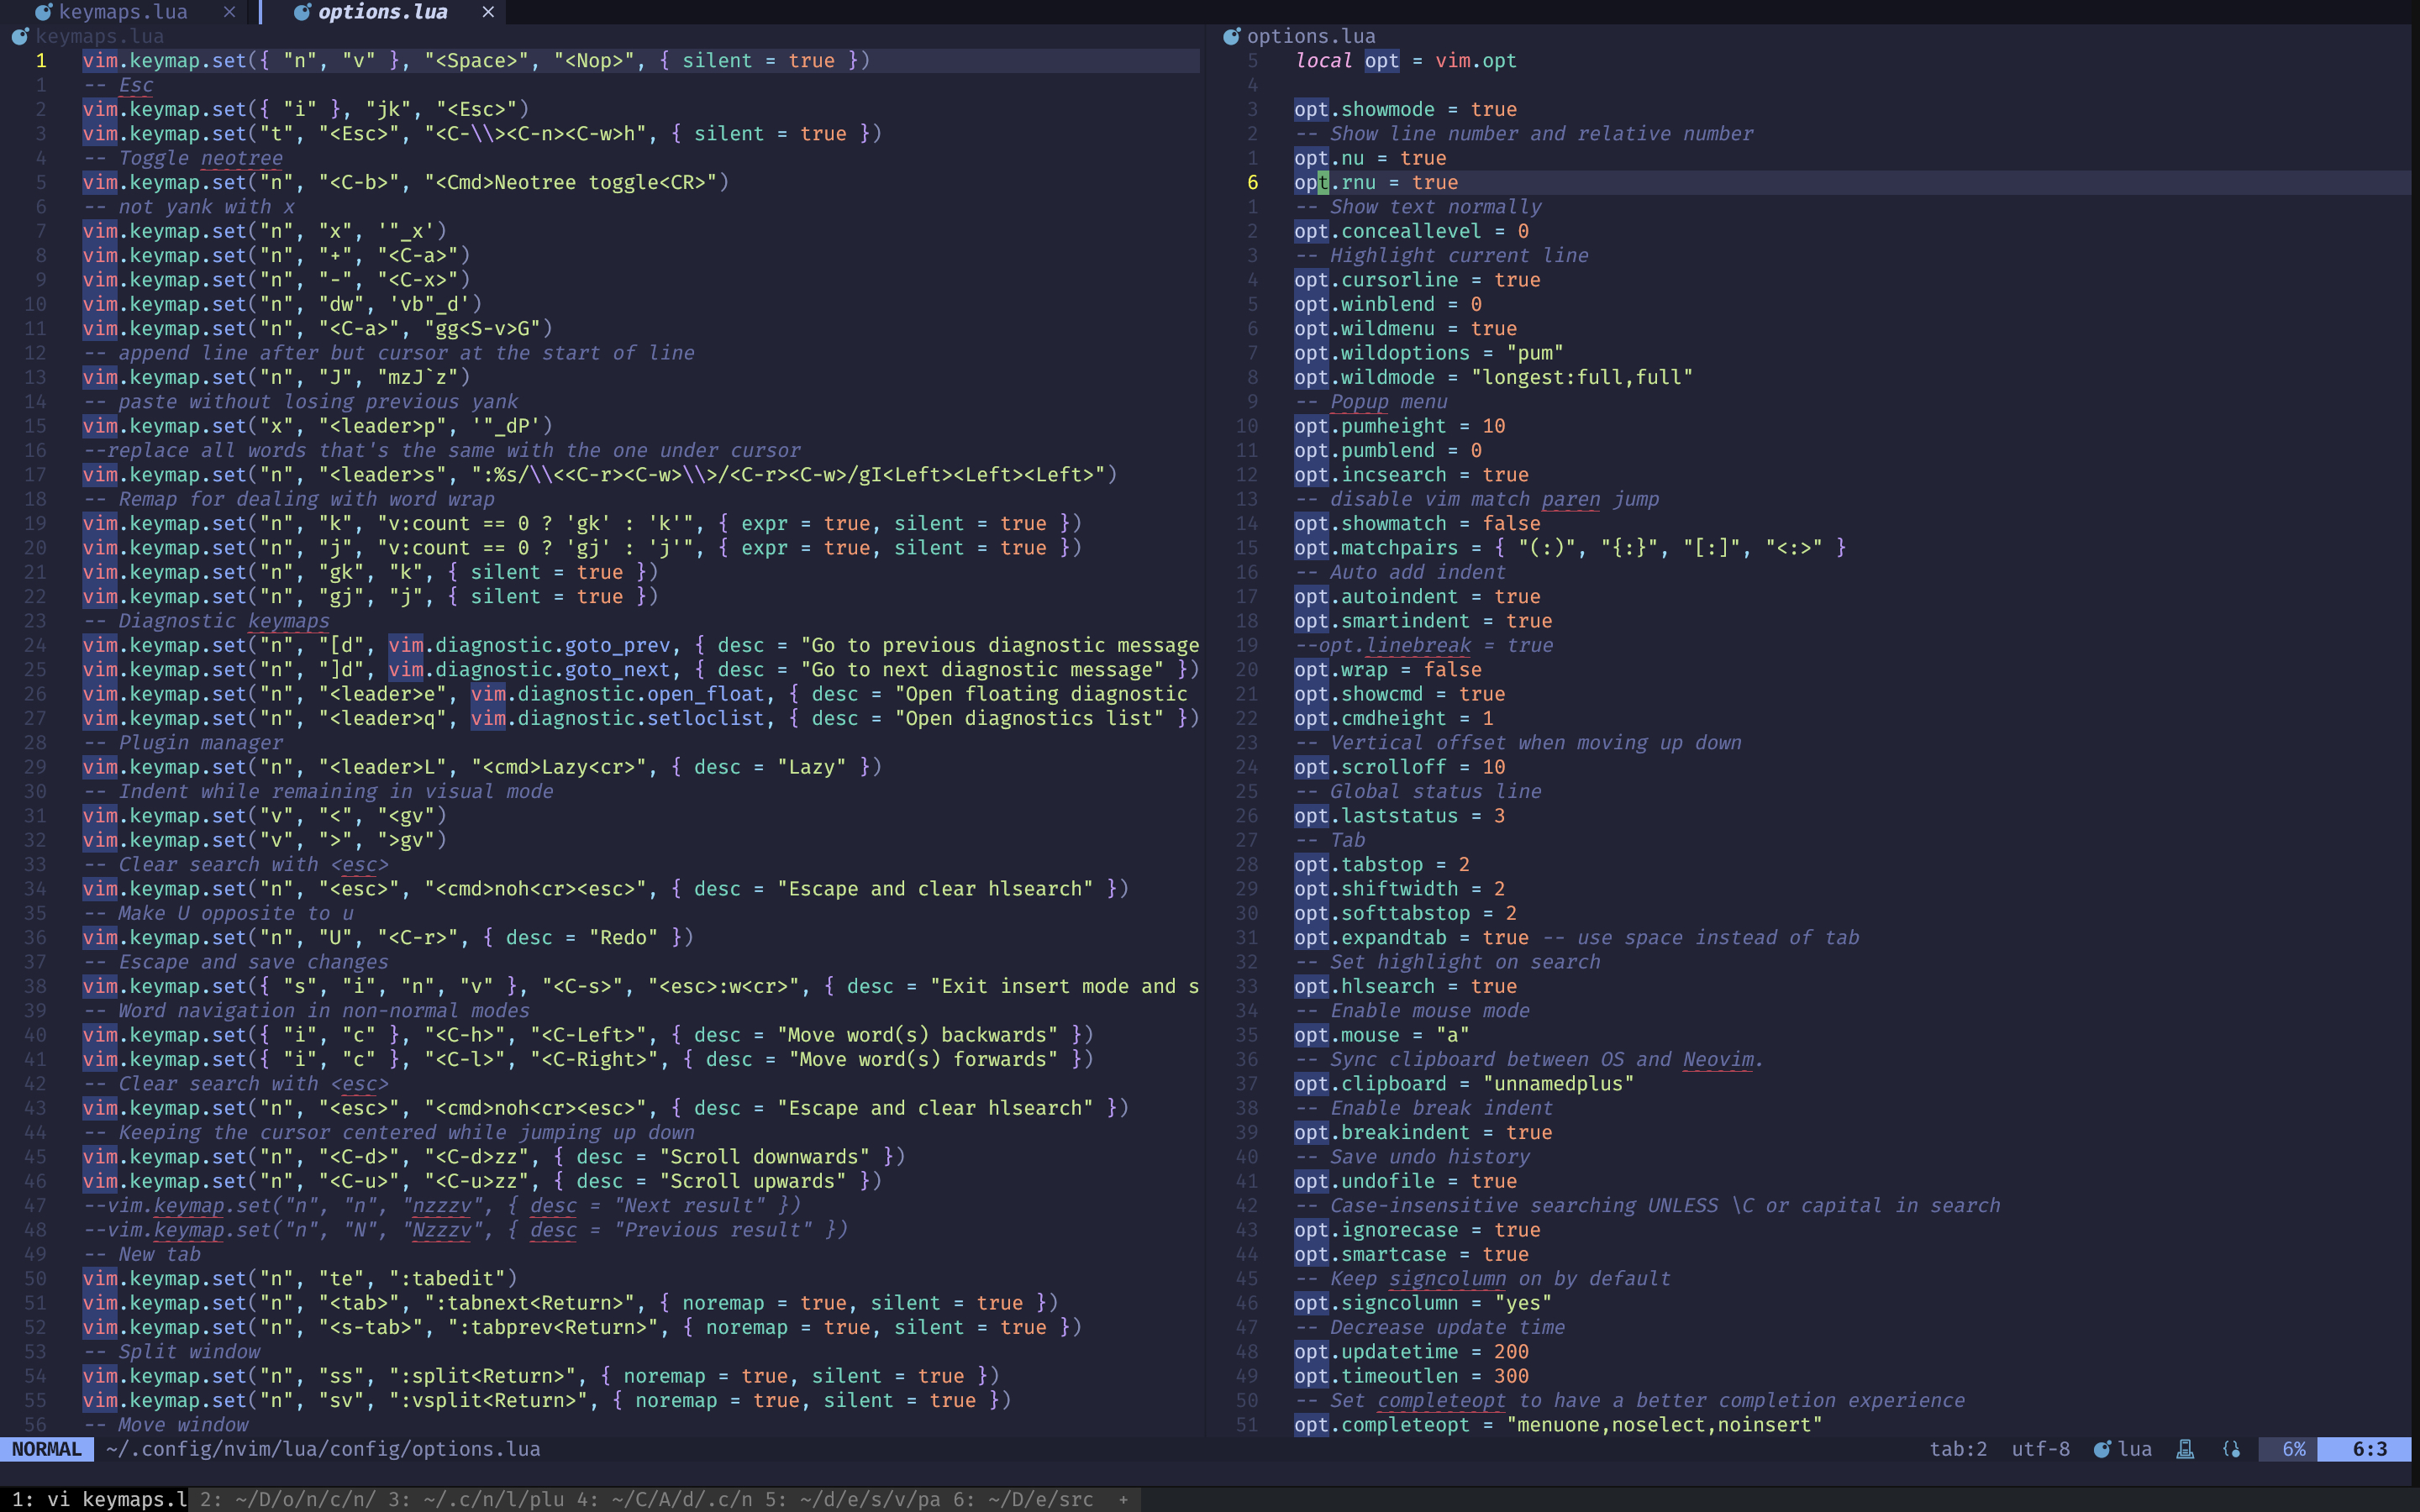 keymaps.lua × options.lua ×
keymaps.lua
1 vim.keymap.set({ "n", "v" }, "<Space>", "<Nop>", { silent = true })
1 -- Esc
2 vim.keymap.set({ "i" }, "jk", "<Esc>")
3 vim.keymap.set("t", "<Esc>", "<C-\\><C-n><C-w>h", { silent = true })
4 -- Toggle neotree
5 vim.keymap.set("n", "<C-b>", "<Cmd>Neotree toggle<CR>")
6 -- not yank with x
7 vim.keymap.set("n", "x", '"_x')
8 vim.keymap.set("n", "+", "<C-a>")
9 vim.keymap.set("n", "-", "<C-x>")
10 vim.keymap.set("n", "dw", 'vb"_d')
11 vim.keymap.set("n", "<C-a>", "gg<S-v>G")
12 -- append line after but cursor at the start of line
13 vim.keymap.set("n", "J", "mzJ`z")
14 -- paste without losing previous yank
15 vim.keymap.set("x", "<leader>p", '"_dP')
16 --replace all words that's the same with the one under cursor
17 vim.keymap.set("n", "<leader>s", ":%s/\\<<C-r><C-w>\\>/<C-r><C-w>/gI<Left><Left><Left>")
18 -- Remap for dealing with word wrap
19 vim.keymap.set("n", "k", "v:count == 0 ? 'gk' : 'k'", { expr = true, silent = true })
20 vim.keymap.set("n", "j", "v:count == 0 ? 'gj' : 'j'", { expr = true, silent = true })
21 vim.keymap.set("n", "gk", "k", { silent = true })
22 vim.keymap.set("n", "gj", "j", { silent = true })
23 -- Diagnostic keymaps
24 vim.keymap.set("n", "[d", vim.diagnostic.goto_prev, { desc = "Go to previous diagnostic message
25 vim.keymap.set("n", "]d", vim.diagnostic.goto_next, { desc = "Go to next diagnostic message" })
26 vim.keymap.set("n", "<leader>e", vim.diagnostic.open_float, { desc = "Open floating diagnostic
27 vim.keymap.set("n", "<leader>q", vim.diagnostic.setloclist, { desc = "Open diagnostics list" })
28 -- Plugin manager
29 vim.keymap.set("n", "<leader>L", "<cmd>Lazy<cr>", { desc = "Lazy" })
30 -- Indent while remaining in visual mode
31 vim.keymap.set("v", "<", "<gv")
32 vim.keymap.set("v", ">", ">gv")
33 -- Clear search with <esc>
34 vim.keymap.set("n", "<esc>", "<cmd>noh<cr><esc>", { desc = "Escape and clear hlsearch" })
35 -- Make U opposite to u
36 vim.keymap.set("n", "U", "<C-r>", { desc = "Redo" })
37 -- Escape and save changes
38 vim.keymap.set({ "s", "i", "n", "v" }, "<C-s>", "<esc>:w<cr>", { desc = "Exit insert mode and s
39 -- Word navigation in non-normal modes
40 vim.keymap.set({ "i", "c" }, "<C-h>", "<C-Left>", { desc = "Move word(s) backwards" })
41 vim.keymap.set({ "i", "c" }, "<C-l>", "<C-Right>", { desc = "Move word(s) forwards" })
42 -- Clear search with <esc>
43 vim.keymap.set("n", "<esc>", "<cmd>noh<cr><esc>", { desc = "Escape and clear hlsearch" })
44 -- Keeping the cursor centered while jumping up down
45 vim.keymap.set("n", "<C-d>", "<C-d>zz", { desc = "Scroll downwards" })
46 vim.keymap.set("n", "<C-u>", "<C-u>zz", { desc = "Scroll upwards" })
47 --vim.keymap.set("n", "n", "nzzzv", { desc = "Next result" })
48 --vim.keymap.set("n", "N", "Nzzzv", { desc = "Previous result" })
49 -- New tab
50 vim.keymap.set("n", "te", ":tabedit")
51 vim.keymap.set("n", "<tab>", ":tabnext<Return>", { noremap = true, silent = true })
52 vim.keymap.set("n", "<s-tab>", ":tabprev<Return>", { noremap = true, silent = true })
53 -- Split window
54 vim.keymap.set("n", "ss", ":split<Return>", { noremap = true, silent = true })
55 vim.keymap.set("n", "sv", ":vsplit<Return>", { noremap = true, silent = true })
56 -- Move window
options.lua
5 local opt = vim.opt
4
3 opt.showmode = true
2 -- Show line number and relative number
1 opt.nu = true
6 opt.rnu = true
1 -- Show text normally
2 opt.conceallevel = 0
3 -- Highlight current line
4 opt.cursorline = true
5 opt.winblend = 0
6 opt.wildmenu = true
7 opt.wildoptions = "pum"
8 opt.wildmode = "longest:full,full"
9 -- Popup menu
10 opt.pumheight = 10
11 opt.pumblend = 0
12 opt.incsearch = true
13 -- disable vim match paren jump
14 opt.showmatch = false
15 opt.matchpairs = { "(:)", "{:}", "[:]", "<:>" }
16 -- Auto add indent
17 opt.autoindent = true
18 opt.smartindent = true
19 --opt.linebreak = true
20 opt.wrap = false
21 opt.showcmd = true
22 opt.cmdheight = 1
23 -- Vertical offset when moving up down
24 opt.scrolloff = 10
25 -- Global status line
26 opt.laststatus = 3
27 -- Tab
28 opt.tabstop = 2
29 opt.shiftwidth = 2
30 opt.softtabstop = 2
31 opt.expandtab = true -- use space instead of tab
32 -- Set highlight on search
33 opt.hlsearch = true
34 -- Enable mouse mode
35 opt.mouse = "a"
36 -- Sync clipboard between OS and Neovim.
37 opt.clipboard = "unnamedplus"
38 -- Enable break indent
39 opt.breakindent = true
40 -- Save undo history
41 opt.undofile = true
42 -- Case-insensitive searching UNLESS \C or capital in search
43 opt.ignorecase = true
44 opt.smartcase = true
45 -- Keep signcolumn on by default
46 opt.signcolumn = "yes"
47 -- Decrease update time
48 opt.updatetime = 200
49 opt.timeoutlen = 300
50 -- Set completeopt to have a better completion experience
51 opt.completeopt = "menuone,noselect,noinsert"
NORMAL ~/.config/nvim/lua/config/options.lua tab:2 utf-8 lua {} 6% 6:3
1: vi keymaps.l 2: ~/D/o/n/c/n/ 3: ~/.c/n/l/plu 4: ~/C/A/d/.c/n 5: ~/d/e/s/v/pa 6: ~/D/e/src +